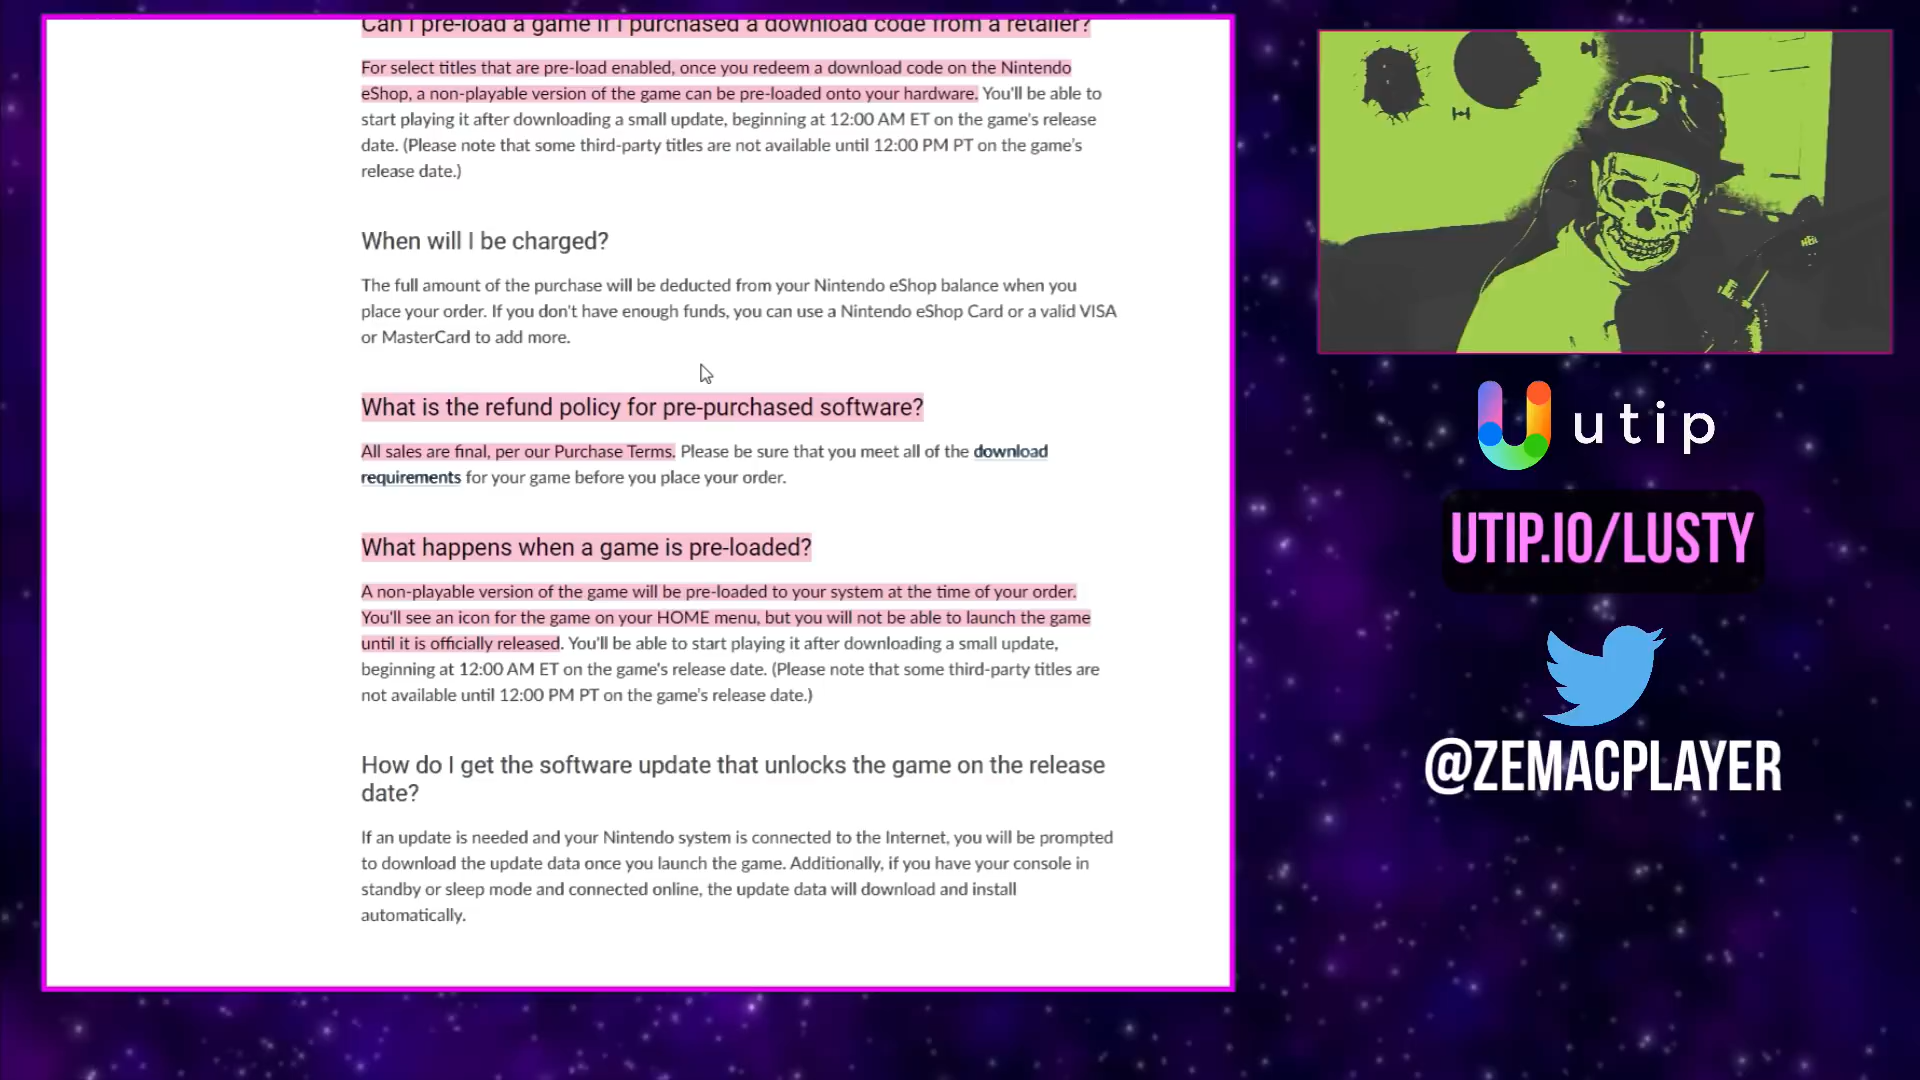 Can I pre-load a game if I purchased a download code from a retailer?
For select titles that are pre-load enabled, once you redeem a download code on the Nintendo
eShop, a non-playable version of the game can be pre-loaded onto your hardware. You'll be able to
start playing it after downloading a small update, beginning at 12:00 AM ET on the game's release
date. (Please note that some third-party titles are not available until 12:00 PM PT on the game's
release date.)
When will I be charged?
The full amount of the purchase will be deducted from your Nintendo eShop balance when you
place your order. If you don't have enough funds, you can use a Nintendo eShop Card or a valid VISA
or MasterCard to add more.
What is the refund policy for pre-purchased software?
All sales are final, per our Purchase Terms. Please be sure that you meet all of the download
requirements for your game before you place your order.
What happens when a game is pre-loaded?
A non-playable version of the game will be pre-loaded to your system at the time of your order.
You'll see an icon for the game on your HOME menu, but you will not be able to launch the game
until it is officially released. You'll be able to start playing it after downloading a small update,
beginning at 12:00 AM ET on the game's release date. (Please note that some third-party titles are
not available until 12:00 PM PT on the game's release date.)
How do I get the software update that unlocks the game on the release
date?
If an update is needed and your Nintendo system is connected to the Internet, you will be prompted
to download the update data once you launch the game. Additionally, if you have your console in
standby or sleep mode and connected online, the update data will download and install
automatically.
utip
UTIP.IO/LUSTY
@ZEMACPLAYER